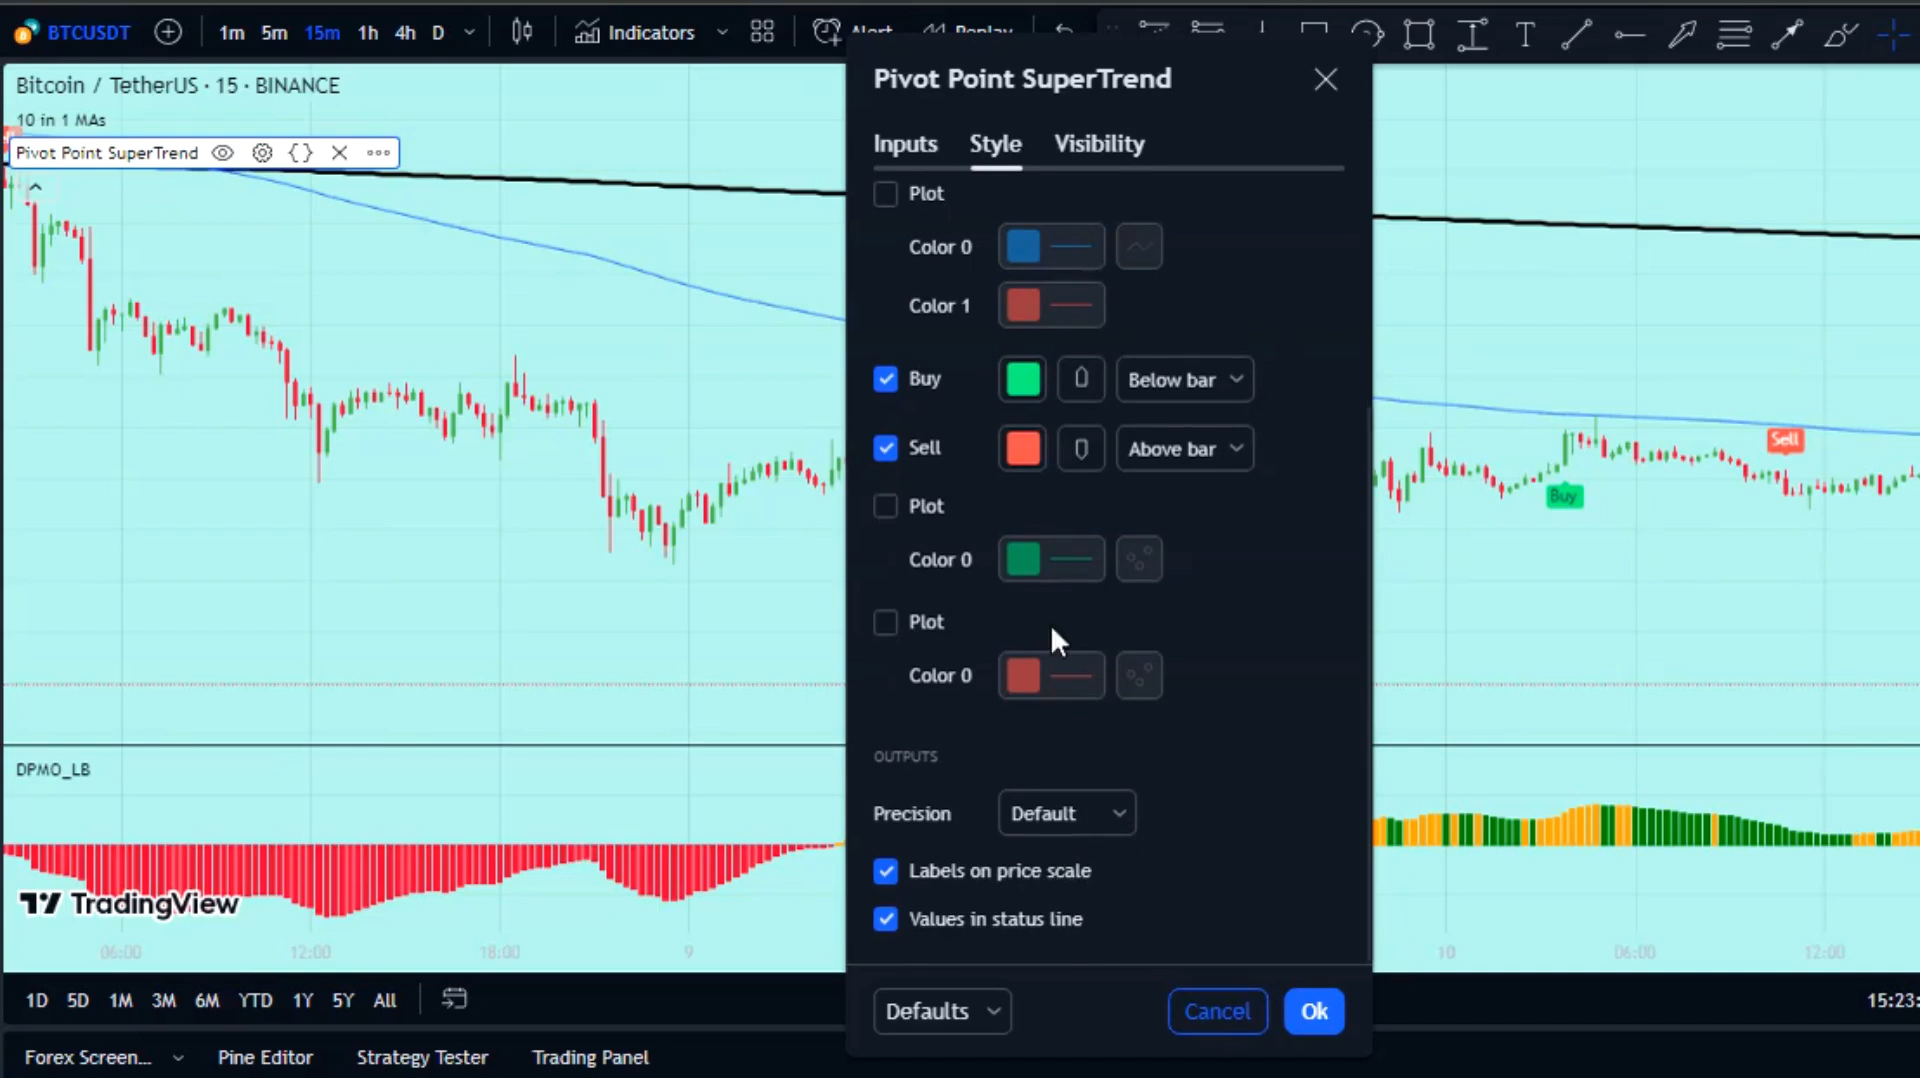 BTCUSDT 1m 5m 15m 1h 4h D Indicators Alert Replay T
Bitcoin / TetherUS · 15 · BINANCE
10 in 1 MAs
Pivot Point SuperTrend
Pivot Point SuperTrend
Inputs Style Visibility
Plot
Color 0
Color 1
Buy Below bar
Sell Above bar
Plot
Color 0
Plot
Color 0
OUTPUTS
Precision Default
Labels on price scale
Values in status line
Defaults Cancel Ok
Sell
Buy
DPMO_LB
TradingView
06:00 12:00 18:00 9 10 06:00 12:00
1D 5D 1M 3M 6M YTD 1Y 5Y All 15:23:
Forex Screen... Pine Editor Strategy Tester Trading Panel